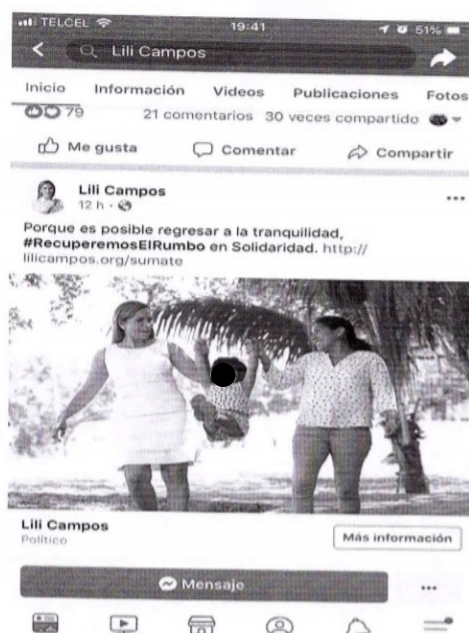 TELCEL 19:41 51%
Lili Campos
Inicio Información Videos Publicaciones Fotos
79 21 comentarios 30 veces compartido
Me gusta Comentar Compartir
Lili Campos
12 h
Porque es posible regresar a la tranquilidad,
#RecuperemosElRumbo en Solidaridad. http://
lilicampos.org/sumate
Lili Campos
Político
Más información
Mensaje